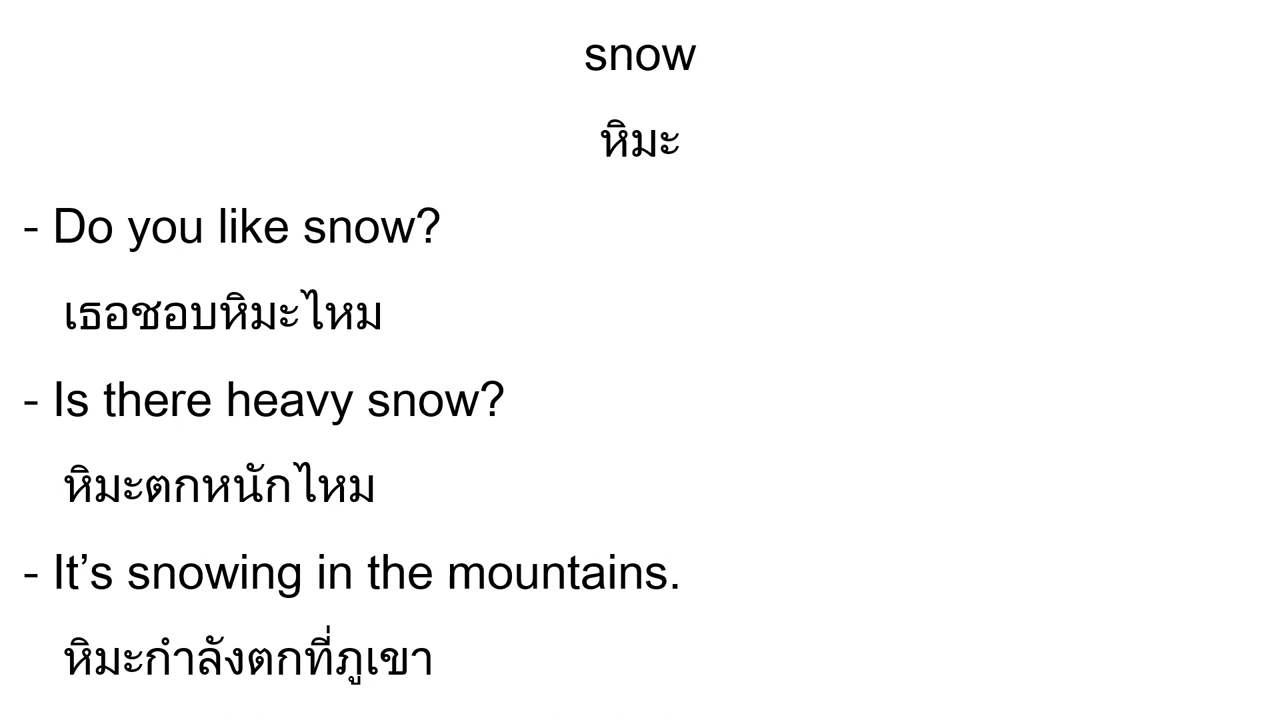 snow
หิมะ
- Do you like snow?
เธอชอบหิมะไหม
- Is there heavy snow?
หิมะตกหนักไหม
- It’s snowing in the mountains.
หิมะกำลังตกที่ภูเขา